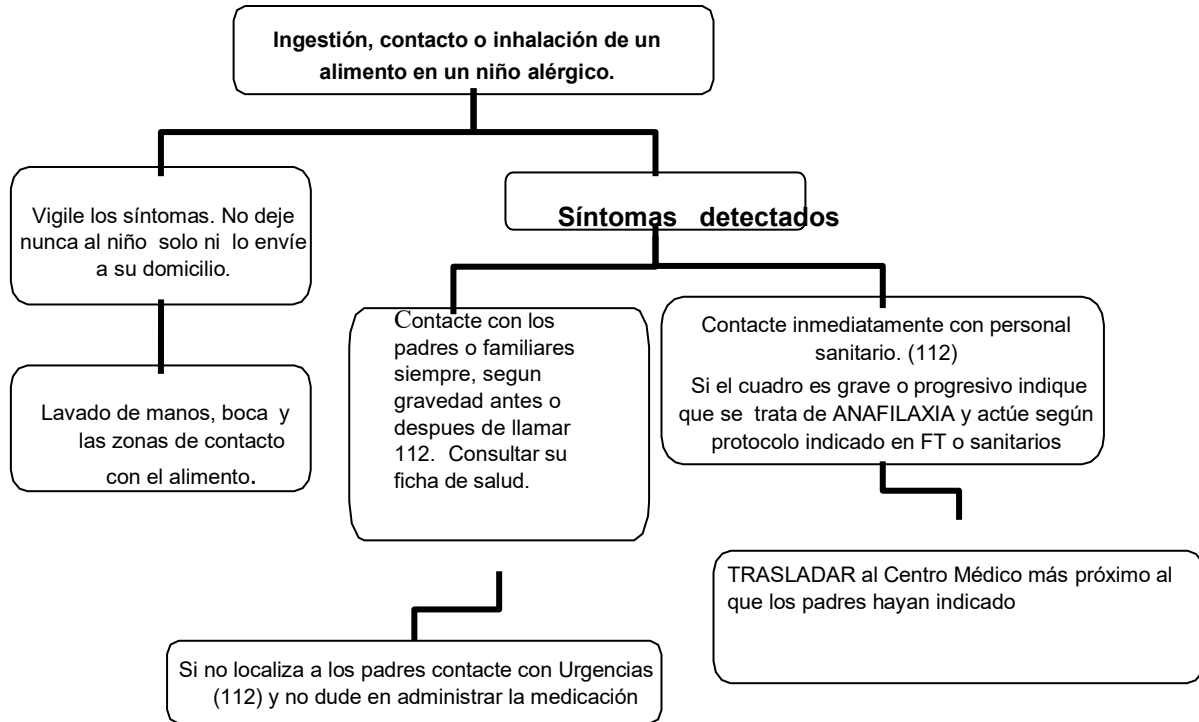 Ingestión, contacto o inhalación de un
alimento en un niño alérgico.
Vigile los síntomas. No deje
nunca al niño solo ni lo envíe
a su domicilio.
Lavado de manos, boca y
las zonas de contacto
con el alimento.
Síntomas detectados
Contacte con los
padres o familiares
siempre, segun
gravedad antes o
despues de llamar
112. Consultar su
ficha de salud.
Si no localiza a los padres contacte con Urgencias
(112) y no dude en administrar la medicación
Contacte inmediatamente con personal
sanitario. (112)
Si el cuadro es grave o progresivo indique
que se trata de ANAFILAXIA y actúe según
protocolo indicado en FT o sanitarios
TRASLADAR al Centro Médico más próximo al
que los padres hayan indicado